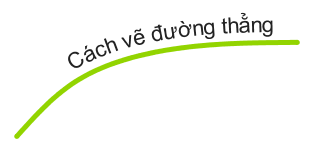 Cách vẽ đường thẳng